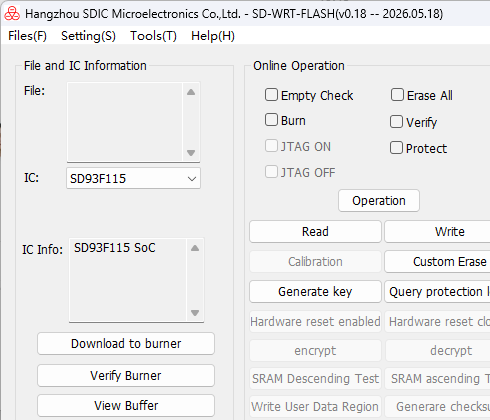 Hangzhou SDIC Microelectronics Co.,Ltd. - SD-WRT-FLASH(v0.18 -- 2026.05.18)
Files(F) Setting(S) Tools(T) Help(H)
File and IC Information
File:
IC: SD93F115
IC Info: SD93F115 SoC
Download to burner
Verify Burner
View Buffer
Online Operation
Empty Check Erase All
Burn Verify
JTAG ON Protect
JTAG OFF
Operation
Read Write
Calibration Custom Erase
Generate key Query protection l
Hardware reset enabled Hardware reset clo
encrypt decrypt
SRAM Descending Test SRAM ascending T
Write User Data Region Generare checksu